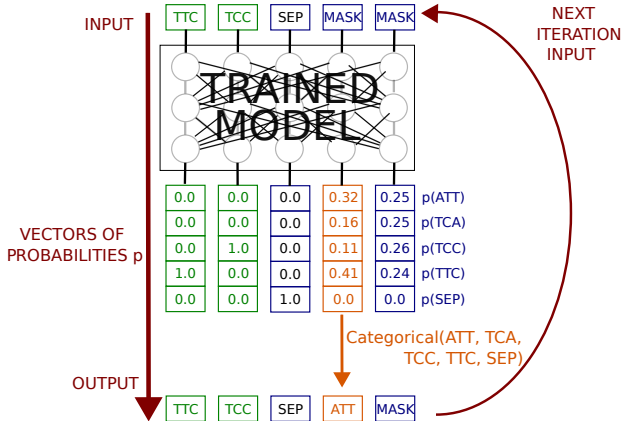 INPUT
TTC TCC SEP MASK MASK
NEXT
ITERATION
INPUT
TRAINED
MODEL
VECTORS OF
PROBABILITIES p
0.0 0.0 0.0 0.32 0.25 p(ATT)
0.0 0.0 0.0 0.16 0.25 p(TCA)
0.0 1.0 0.0 0.11 0.26 p(TCC)
1.0 0.0 0.0 0.41 0.24 p(TTC)
0.0 0.0 1.0 0.0 0.0 p(SEP)
Categorical(ATT, TCA,
TCC, TTC, SEP)
OUTPUT
TTC TCC SEP ATT MASK